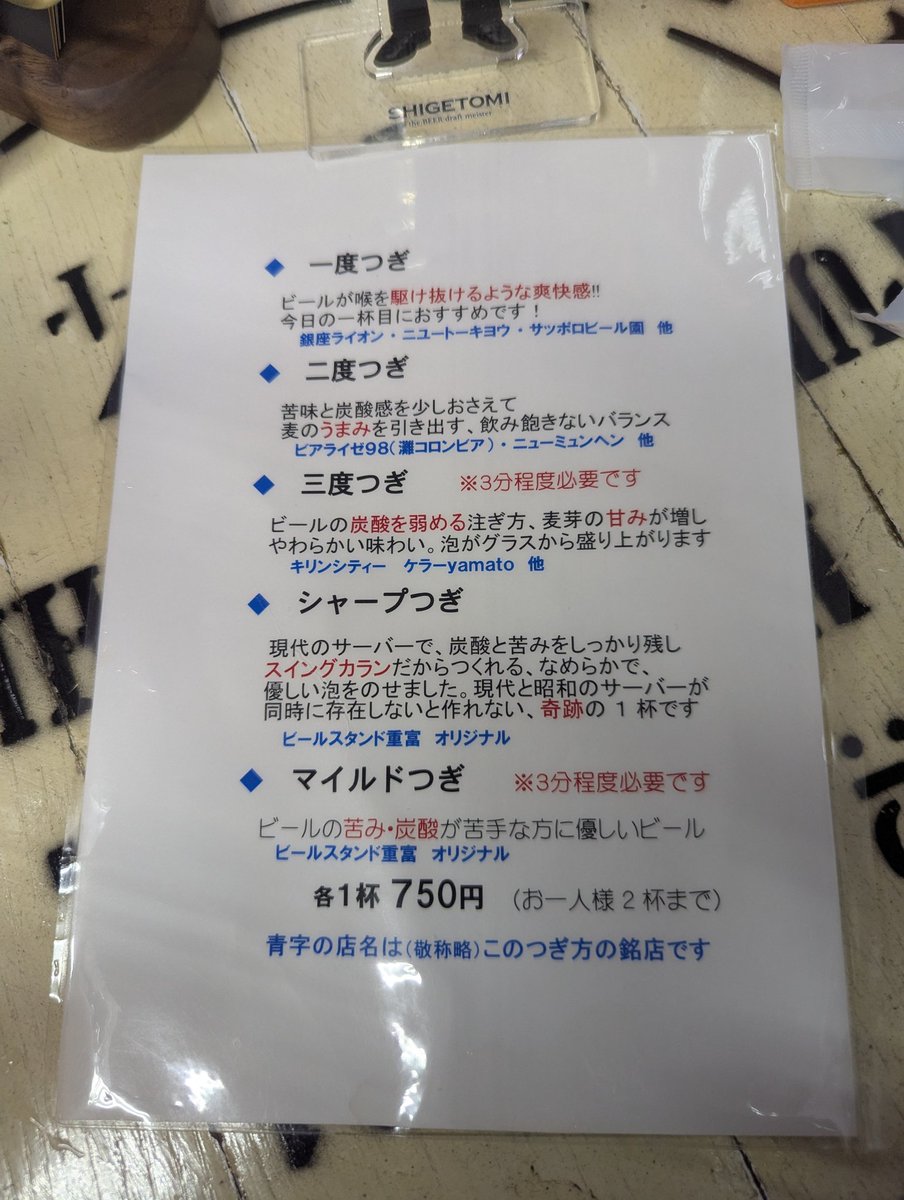 SHIGETOMI
the BEER draft meister
◆ 一度つぎ
ビールが喉を駆け抜けるような爽快感!!
今日の一杯目におすすめです！
銀座ライオン・ニユートーキヨウ・サッポロビール園 他
◆ 二度つぎ
苦味と炭酸感を少しおさえて
麦のうまみを引き出す、飲み飽きないバランス
ビアライゼ98(灘コロンビア)・ニューミュンヘン 他
◆ 三度つぎ ※3分程度必要です
ビールの炭酸を弱める注ぎ方、麦芽の甘みが増し
やわらかい味わい。泡がグラスから盛り上がります
キリンシティー ケラーyamato 他
◆ シャープつぎ
現代のサーバーで、炭酸と苦みをしっかり残し
スイングカランだからつくれる、なめらかで、
優しい泡をのせました。現代と昭和のサーバーが
同時に存在しないと作れない、奇跡の１杯です
ビールスタンド重富 オリジナル
◆ マイルドつぎ ※3分程度必要です
ビールの苦み・炭酸が苦手な方に優しいビール
ビールスタンド重富 オリジナル
各1杯 750円 （お一人様２杯まで）
青字の店名は(敬称略)このつぎ方の銘店です